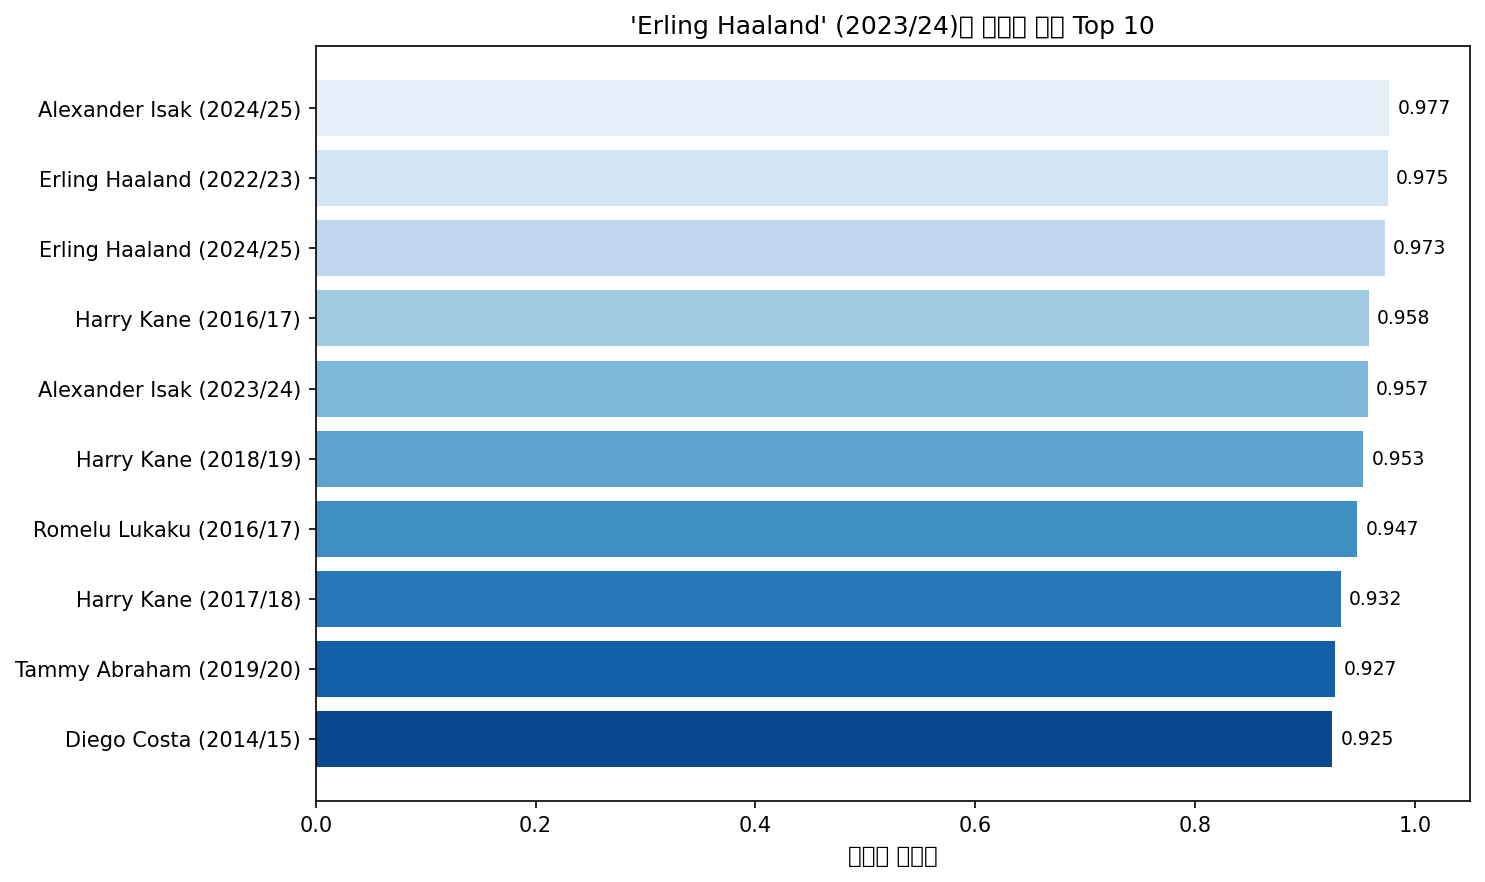 'Erling Haaland' (2023/24) Top 10
Alexander Isak (2024/25) 0.977
Erling Haaland (2022/23) 0.975
Erling Haaland (2024/25) 0.973
Harry Kane (2016/17) 0.958
Alexander Isak (2023/24) 0.957
Harry Kane (2018/19) 0.953
Romelu Lukaku (2016/17) 0.947
Harry Kane (2017/18) 0.932
Tammy Abraham (2019/20) 0.927
Diego Costa (2014/15) 0.925
0.0 0.2 0.4 0.6 0.8 1.0